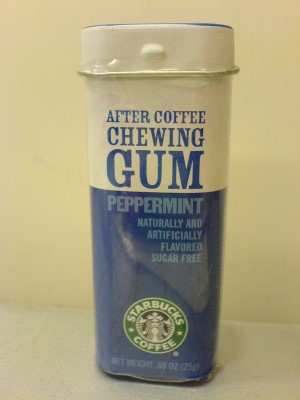 AFTER COFFEE
CHEWING
GUM
PEPPERMINT
NATURALLY AND
ARTIFICIALLY
FLAVORED
SUGAR FREE
STARBUCKS
COFFEE
NET WEIGHT .88 OZ (25g)